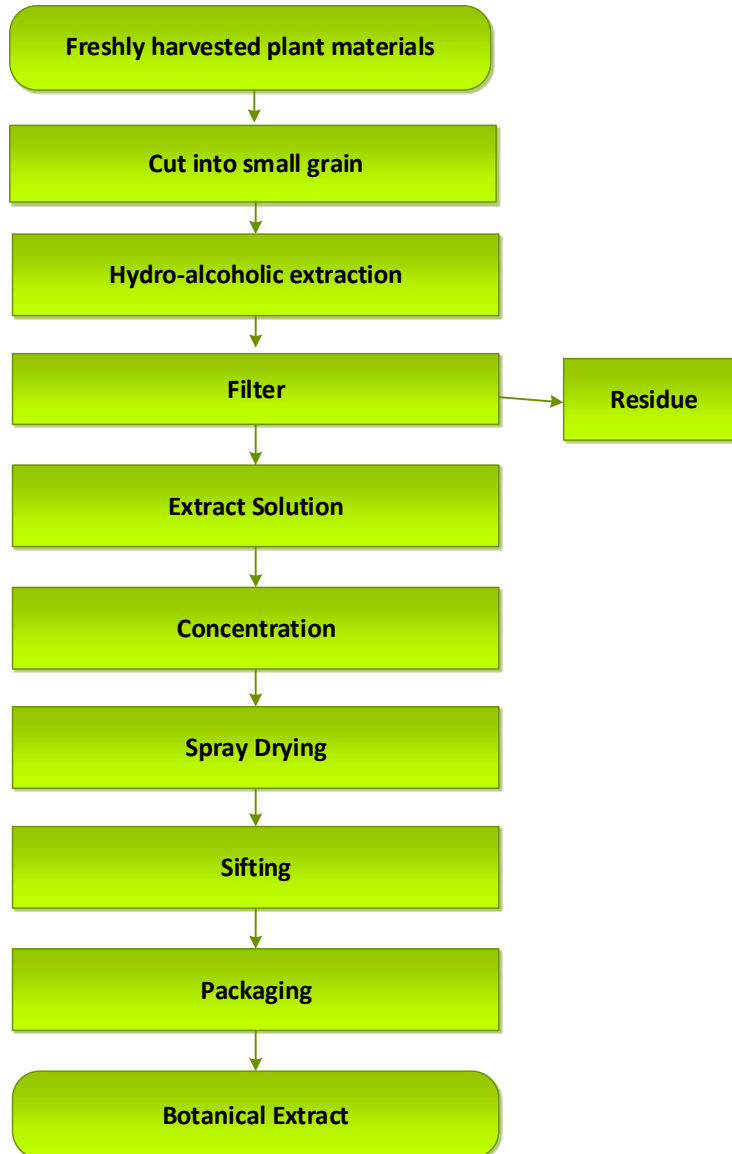 Freshly harvested plant materials
Cut into small grain
Hydro-alcoholic extraction
Filter
Residue
Extract Solution
Concentration
Spray Drying
Sifting
Packaging
Botanical Extract